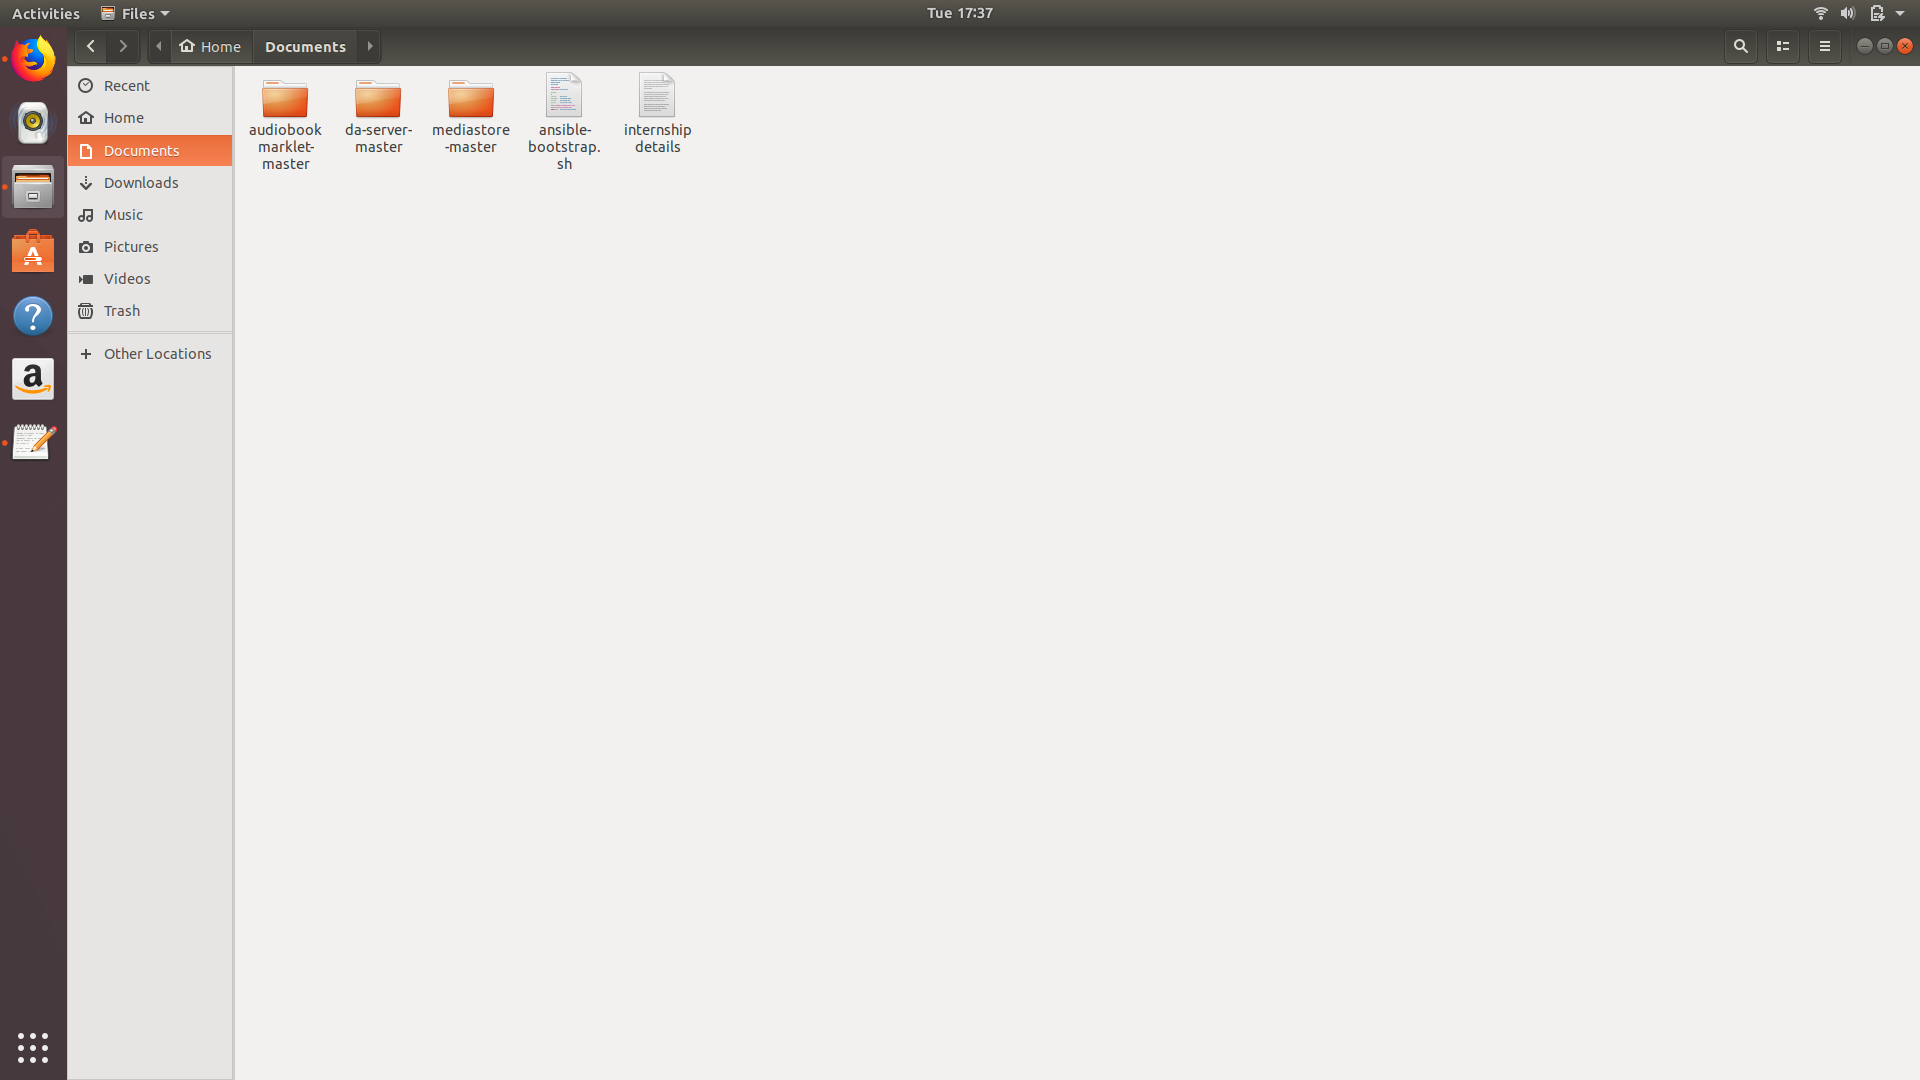 Activities Files Tue 17:37
Home Documents
Recent
Home
Documents
Downloads
Music
Pictures
Videos
Trash
Other Locations
audiobook
marklet-
master
da-server-
master
mediastore
-master
ansible-
bootstrap.
sh
internship
details